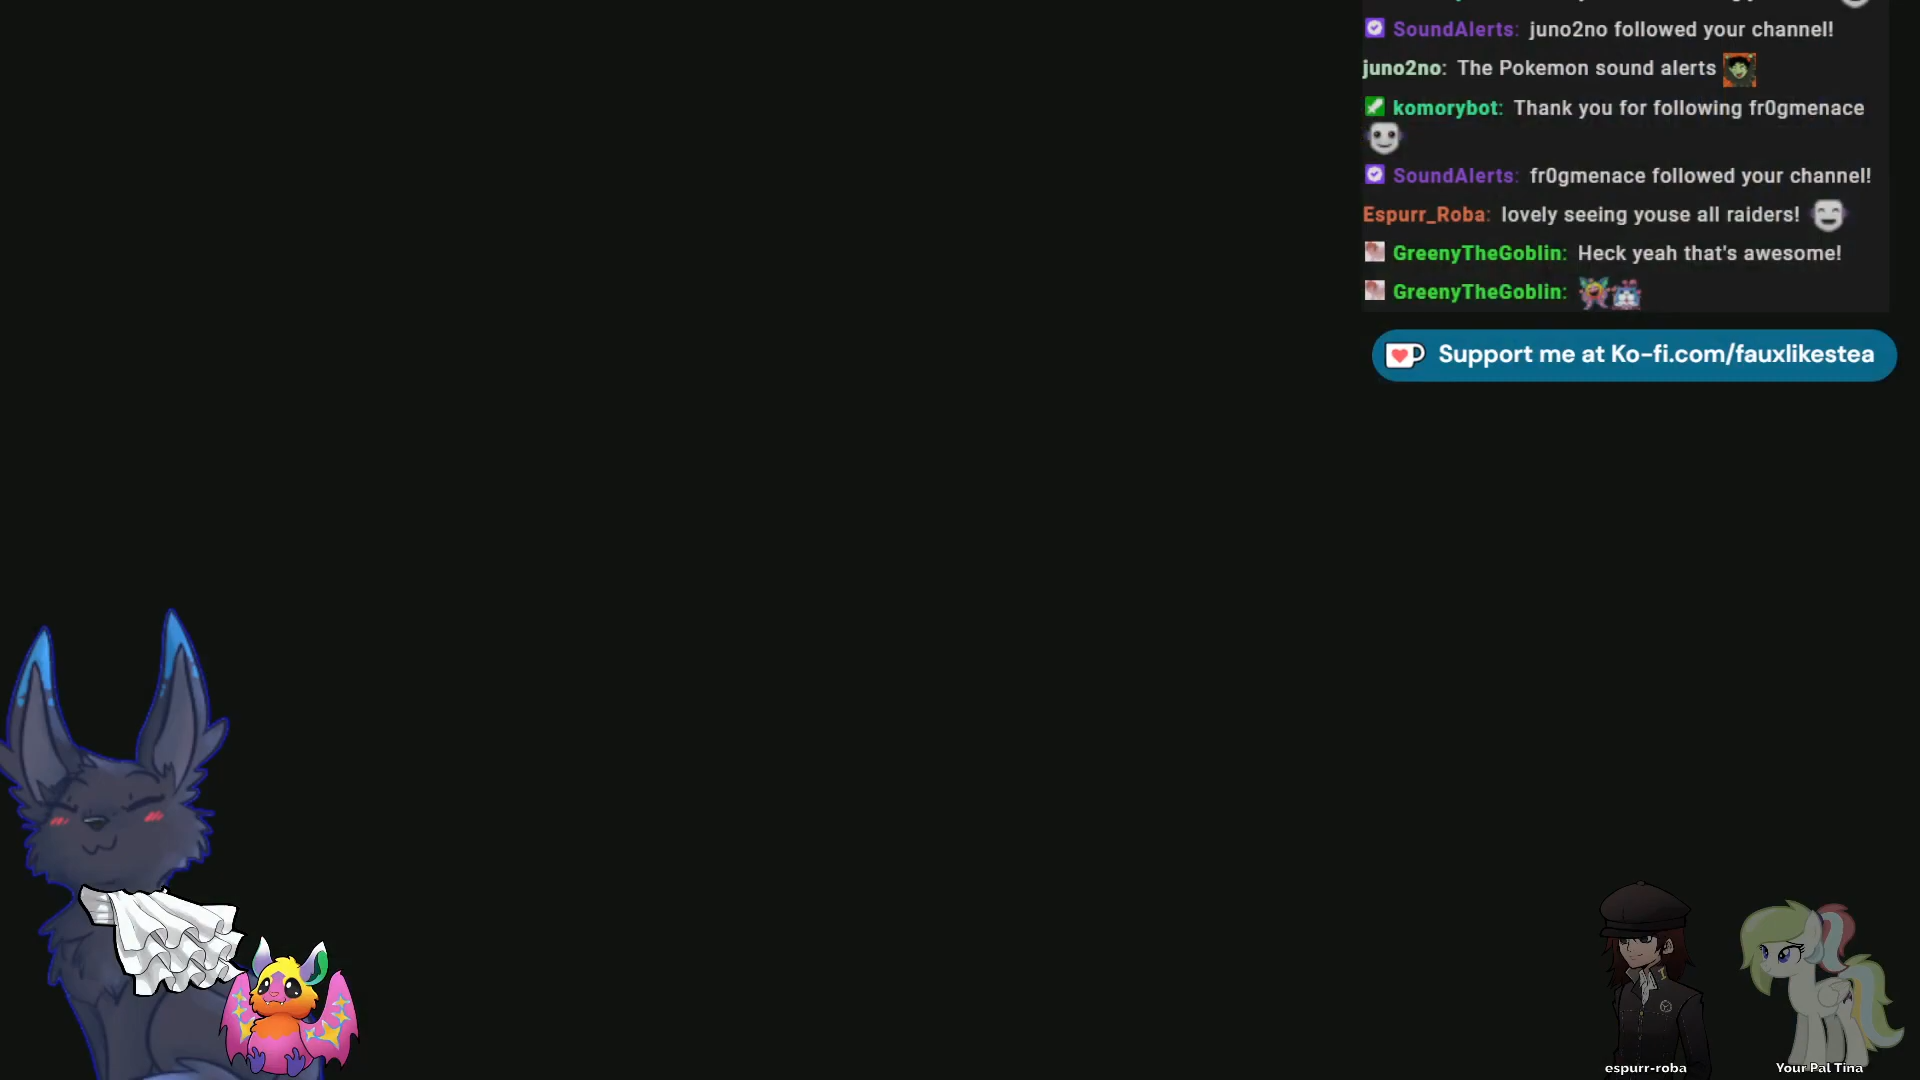 SoundAlerts: juno2no followed your channel!
juno2no: The Pokemon sound alerts
komorybot: Thank you for following fr0gmenace
SoundAlerts: fr0gmenace followed your channel!
Espurr_Roba: lovely seeing youse all raiders!
GreenyTheGoblin: Heck yeah that's awesome!
GreenyTheGoblin:
Support me at Ko-fi.com/fauxlikestea
espurr-roba
Your Pal Tina